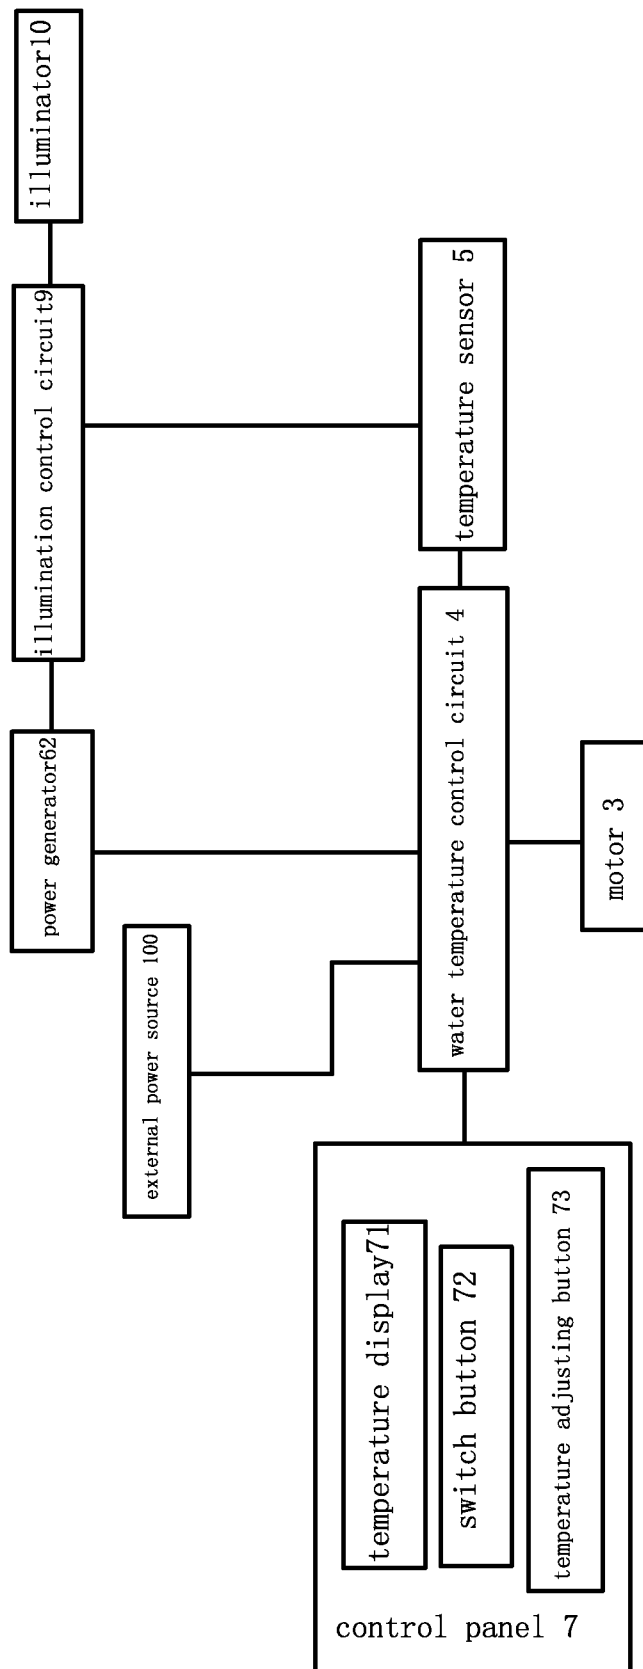 control panel 7
temperature display71
switch button 72
temperature adjusting button 73
external power source 100
power generator62
water temperature control circuit 4
motor 3
illumination control circuit9
temperature sensor 5
illuminator10